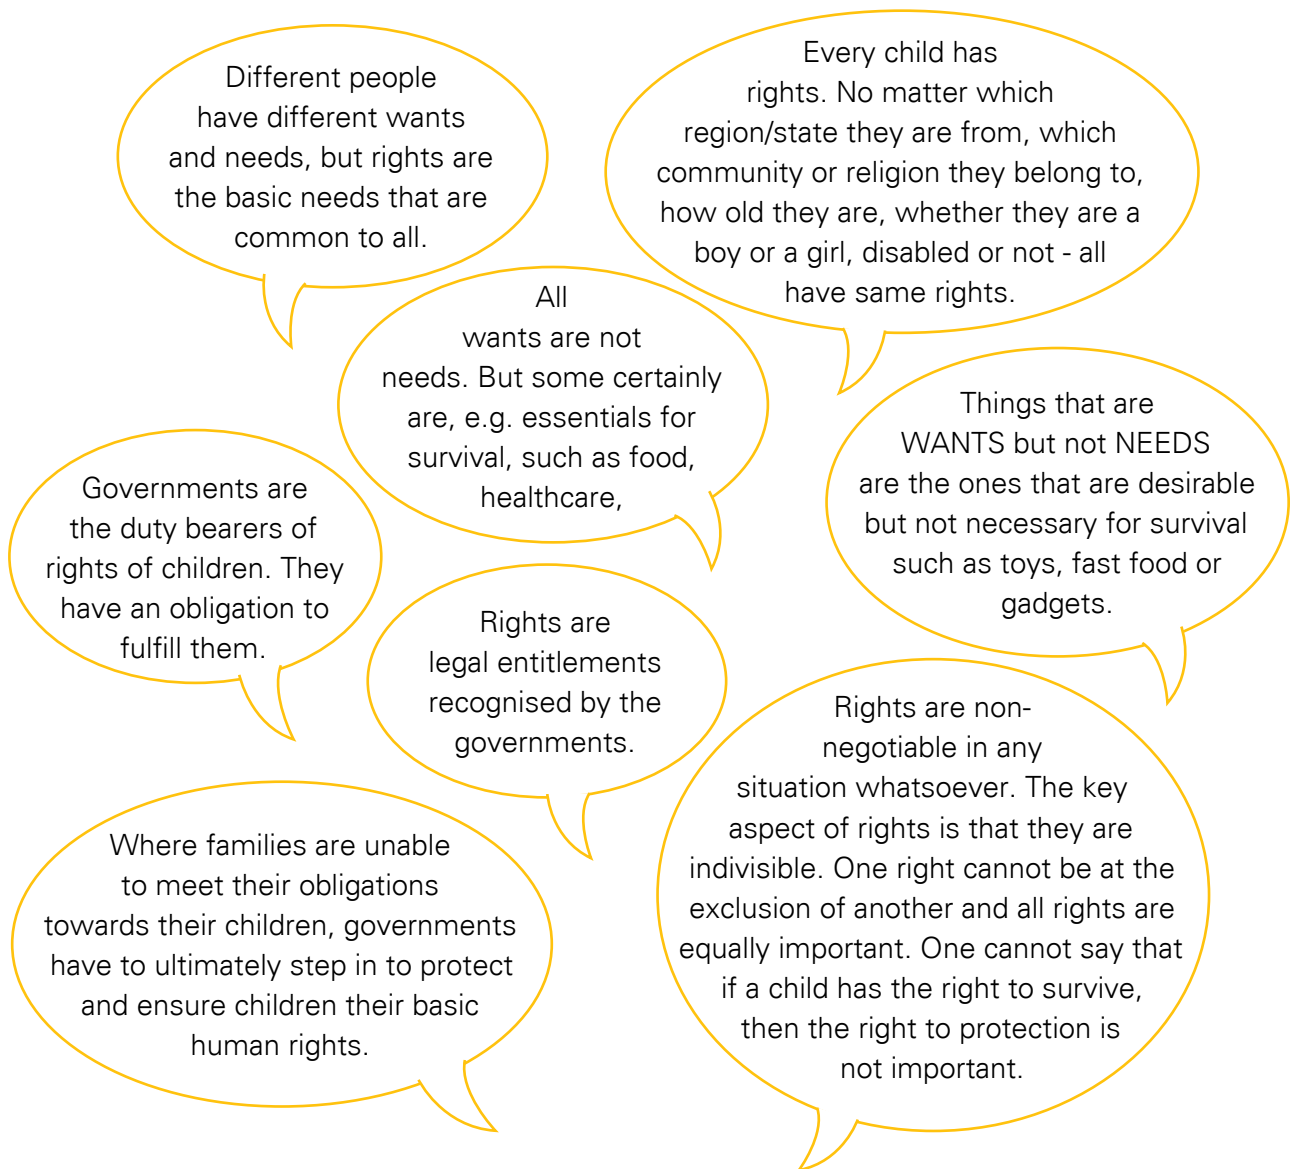 Different people
have different wants
and needs, but rights are
the basic needs that are
common to all.
Every child has
rights. No matter which
region/state they are from, which
community or religion they belong to,
how old they are, whether they are a
boy or a girl, disabled or not - all
have same rights.
All
wants are not
needs. But some certainly
are, e.g. essentials for
survival, such as food,
healthcare,
Things that are
WANTS but not NEEDS
are the ones that are desirable
but not necessary for survival
such as toys, fast food or
gadgets.
Governments are
the duty bearers of
rights of children. They
have an obligation to
fulfill them.
Rights are
legal entitlements
recognised by the
governments.
Rights are non-
negotiable in any
situation whatsoever. The key
aspect of rights is that they are
indivisible. One right cannot be at the
exclusion of another and all rights are
equally important. One cannot say that
if a child has the right to survive,
then the right to protection is
not important.
Where families are unable
to meet their obligations
towards their children, governments
have to ultimately step in to protect
and ensure children their basic
human rights.